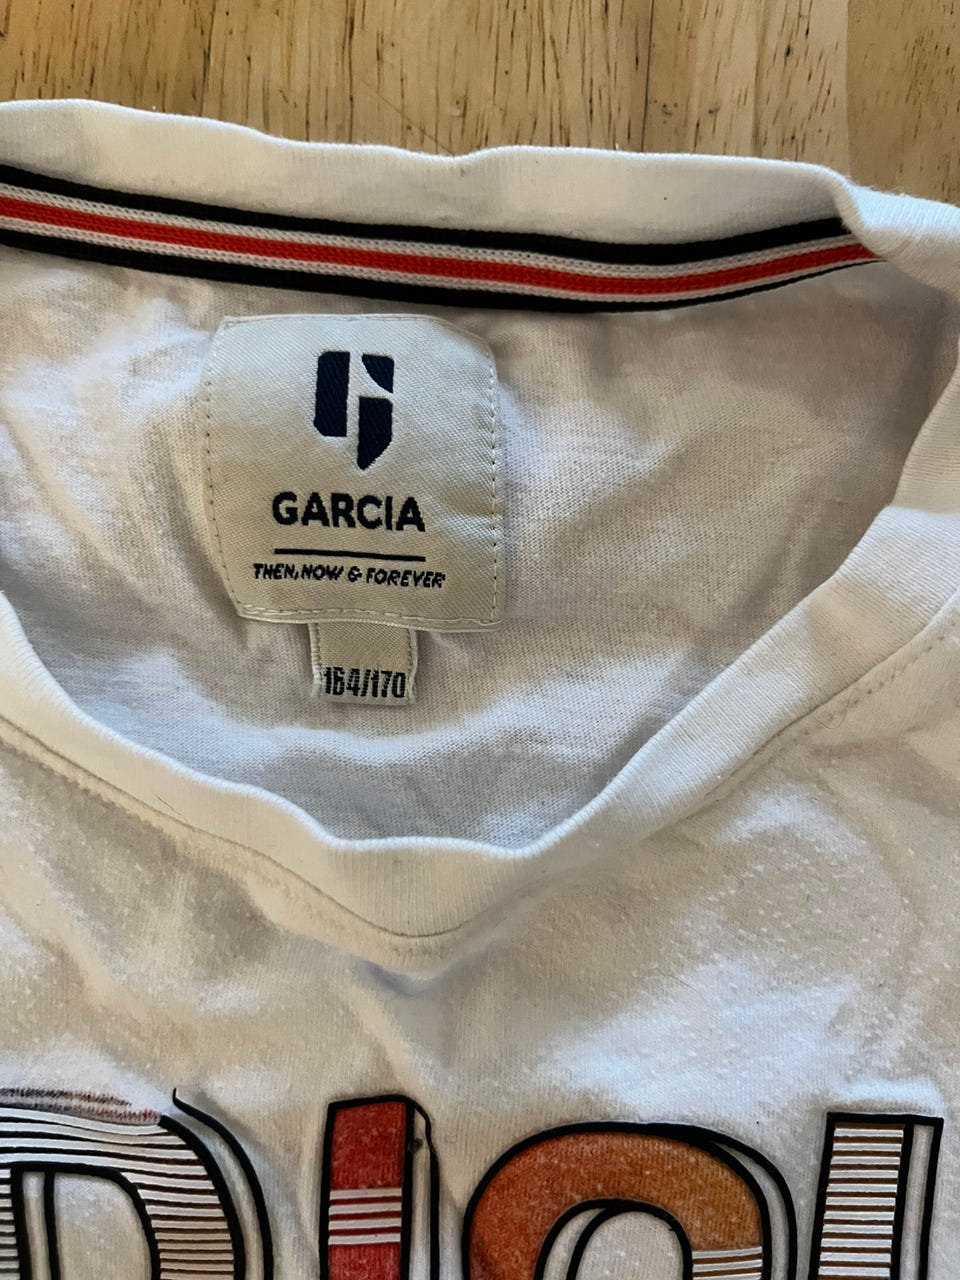 GARCIA
THEN, NOW & FOREVER
164/170